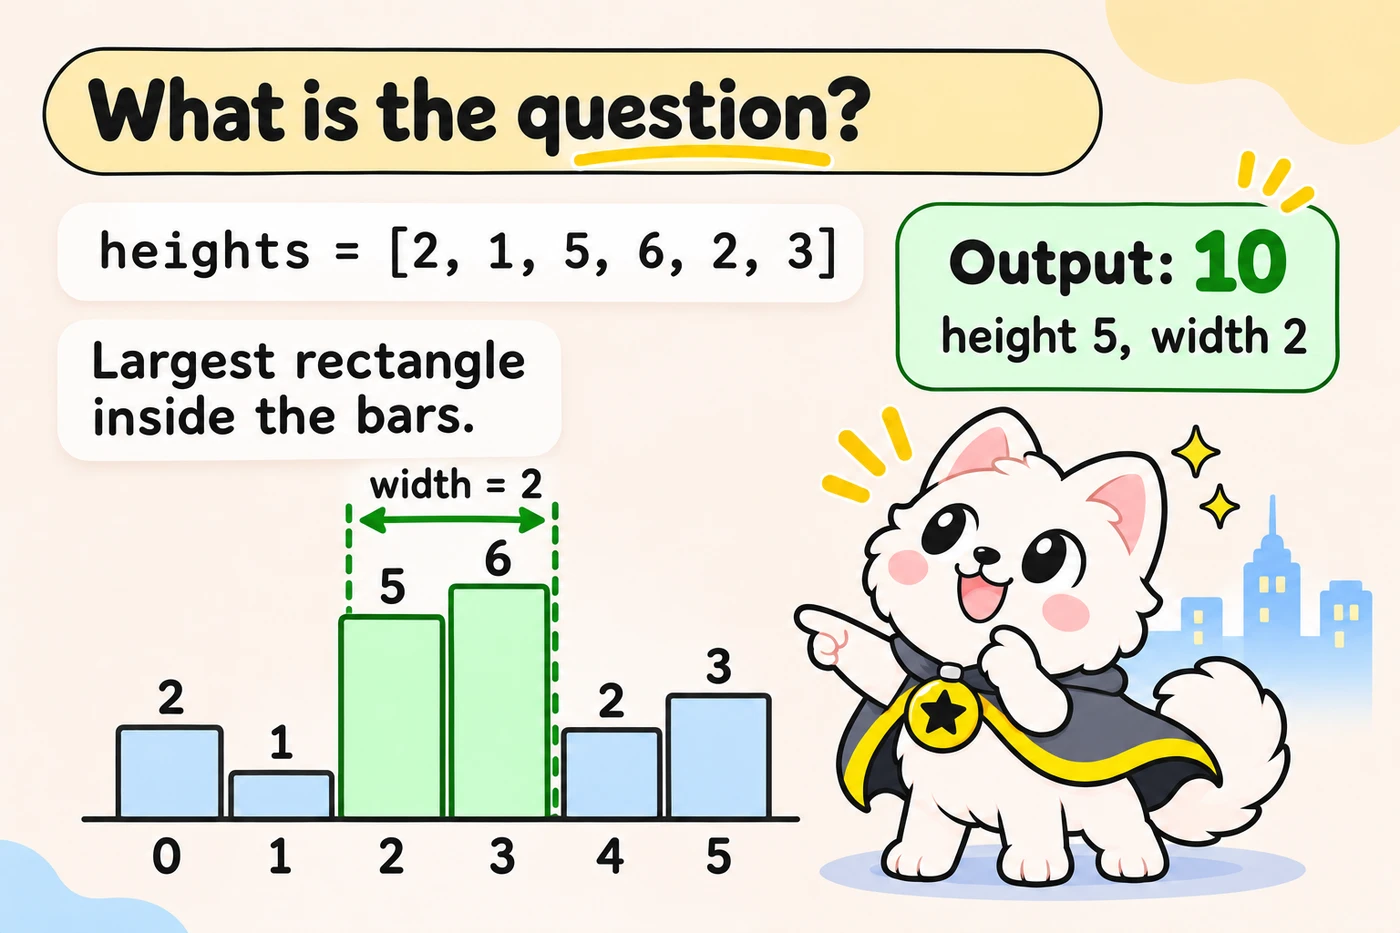 What is the question?
heights = [2, 1, 5, 6, 2, 3]
Output: 10
height 5, width 2
Largest rectangle
inside the bars.
width = 2
2 1 5 6 2 3
0 1 2 3 4 5